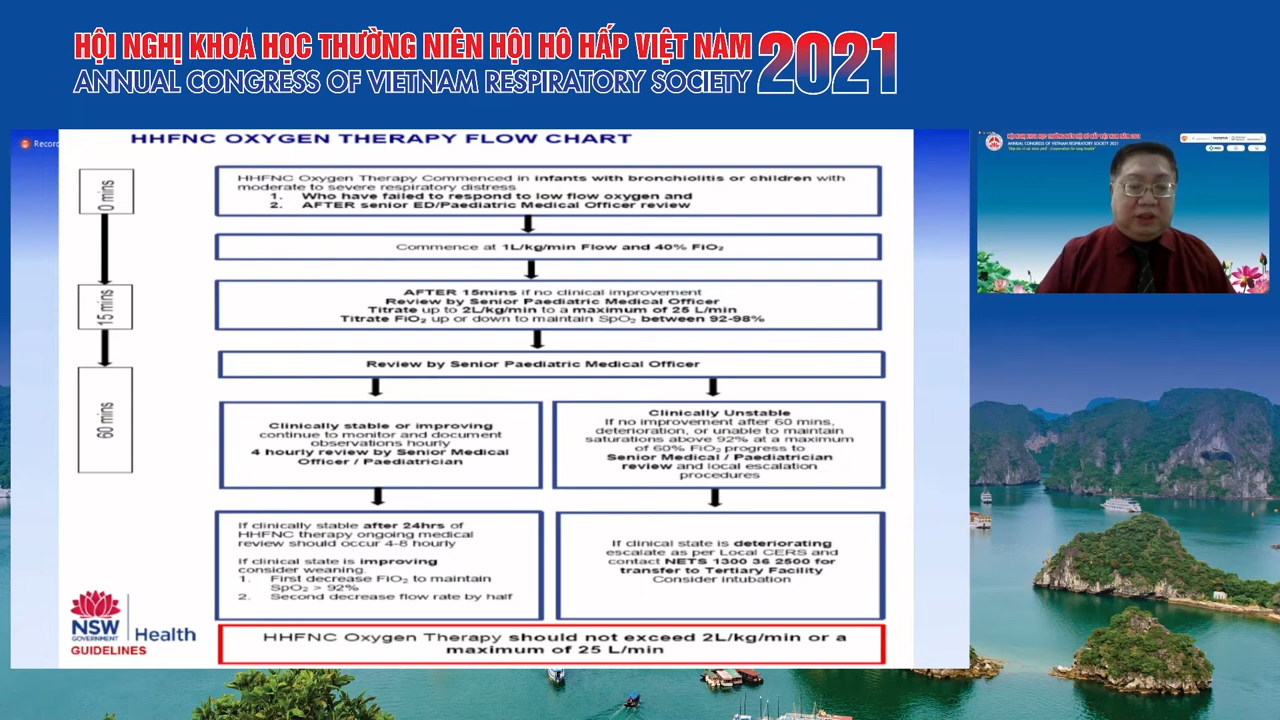 HỘI NGHỊ KHOA HỌC THƯỜNG NIÊN HỘI HÔ HẤP VIỆT NAM
ANNUAL CONGRESS OF VIETNAM RESPIRATORY SOCIETY
2021
Recor
HHFNC OXYGEN THERAPY FLOW CHART
0 mins
HHFNC Oxygen Therapy Commenced in infants with bronchiolitis or children with
moderate to severe respiratory distress
1. Who have failed to respond to low flow oxygen and
2. AFTER senior ED/Paediatric Medical Officer review
Commence at 1L/kg/min Flow and 40% FiO₂
15 mins
AFTER 15mins if no clinical improvement
Review by Senior Paediatric Medical Officer
Titrate up to 2L/kg/min to a maximum of 25 L/min
Titrate FiO₂ up or down to maintain SpO₂ between 92-98%
Review by Senior Paediatric Medical Officer
60 mins
Clinically stable or improving
continue to monitor and document
observations hourly
4 hourly review by Senior Medical
Officer / Paediatrician
Clinically Unstable
If no improvement after 60 mins,
deterioration, or unable to maintain
saturations above 92% at a maximum
of 60% FiO₂ progress to
Senior Medical / Paediatrician
review and local escalation
procedures
If clinically stable after 24hrs of
HHFNC therapy ongoing medical
review should occur 4-8 hourly
If clinical state is improving
consider weaning.
1. First decrease FiO₂ to maintain
SpO₂ > 92%
2. Second decrease flow rate by half
If clinical state is deteriorating
escalate as per Local CERS and
contact NETS 1300 36 2500 for
transfer to Tertiary Facility
Consider intubation
NSW
GOVERNMENT
Health
GUIDELINES
HHFNC Oxygen Therapy should not exceed 2L/kg/min or a
maximum of 25 L/min
HỘI NGHỊ KHOA HỌC THƯỜNG NIÊN HỘI HÔ HẤP VIỆT NAM 2021
ANNUAL CONGRESS OF VIETNAM RESPIRATORY SOCIETY 2021